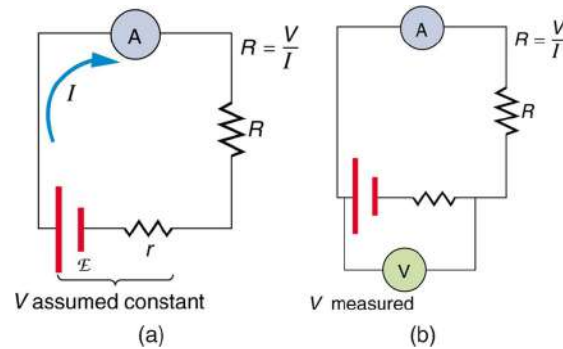 A
R = V/I
I
R
ℰ
r
V assumed constant
(a)
A
R = V/I
R
V
V measured
(b)